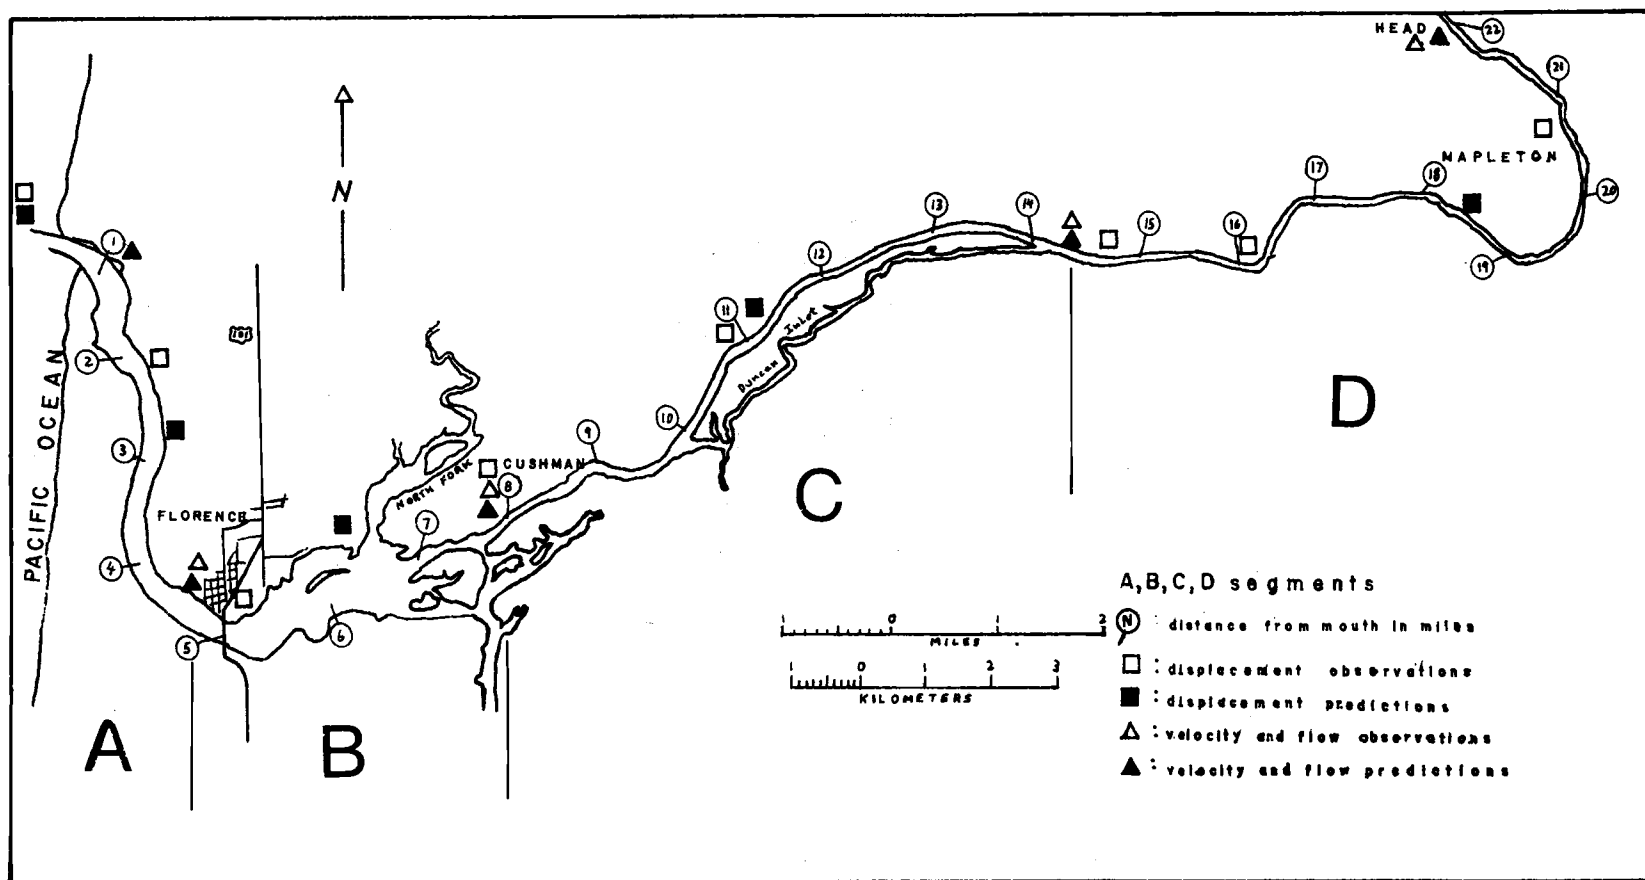 HEAD
22
21
MAPLETON
20
19
18
17
16
15
14
13
12
11
10
9
8
7
6
5
4
3
2
1
N
101
PACIFIC OCEAN
FLORENCE
NORTH FORK
CUSHMAN
Duncan Inlet
A
B
C
D
A,B,C,D segments
N : distance from mouth in miles
: displacement observations
: displacement predictions
: velocity and flow observations
: velocity and flow predictions
1 0 1 2
MILES
1 0 1 2 3
KILOMETERS